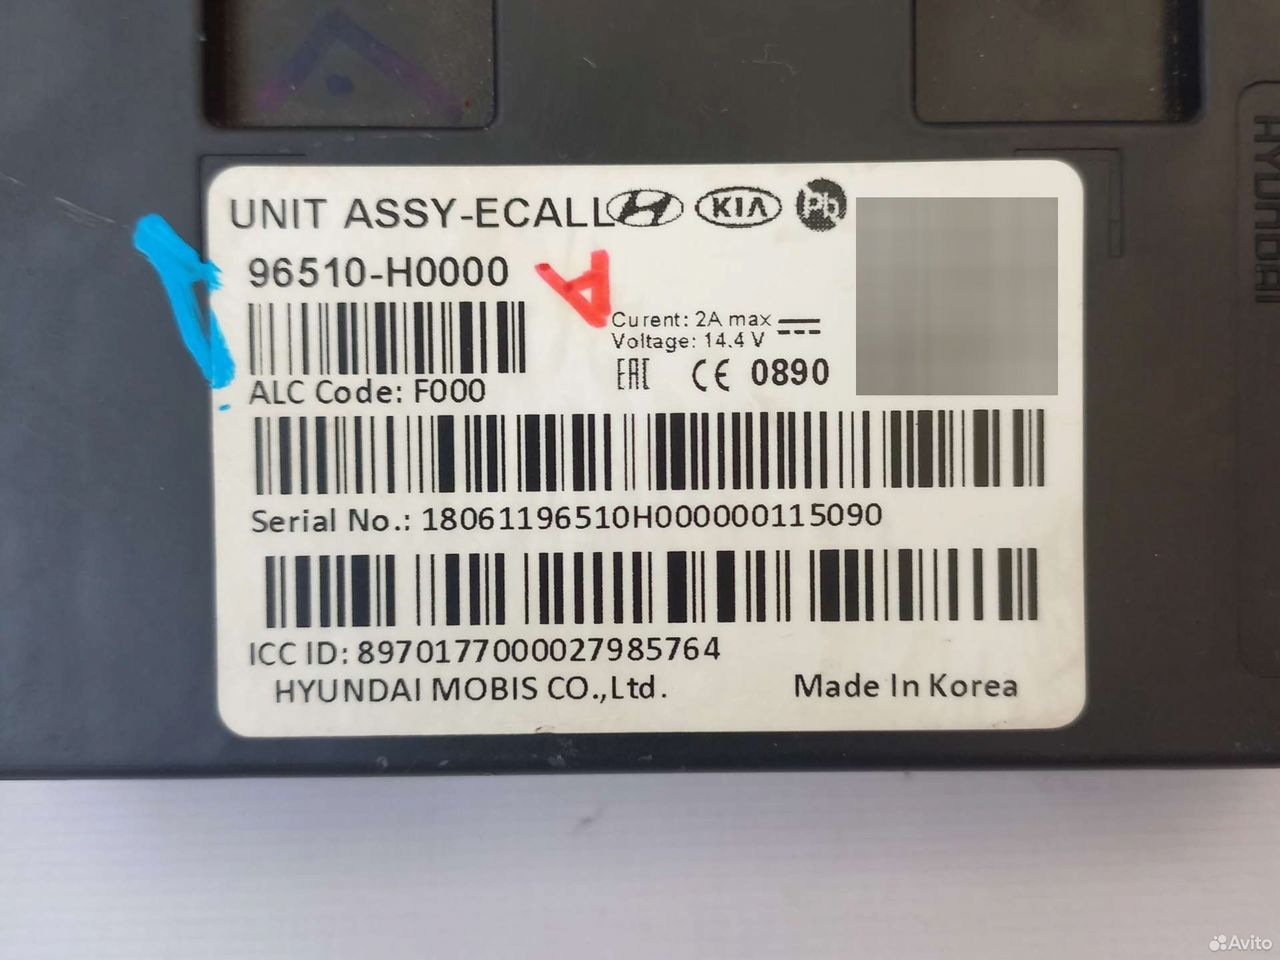 UNIT ASSY-ECALL
KIA
Pb
96510-H0000
A
Curent: 2A max
Voltage: 14.4 V
EAC CE 0890
ALC Code: F000
Serial No.: 18061196510H000000115090
ICC ID: 8970177000027985764
HYUNDAI MOBIS CO.,Ltd.
Made In Korea
HYUNDAI
Avito